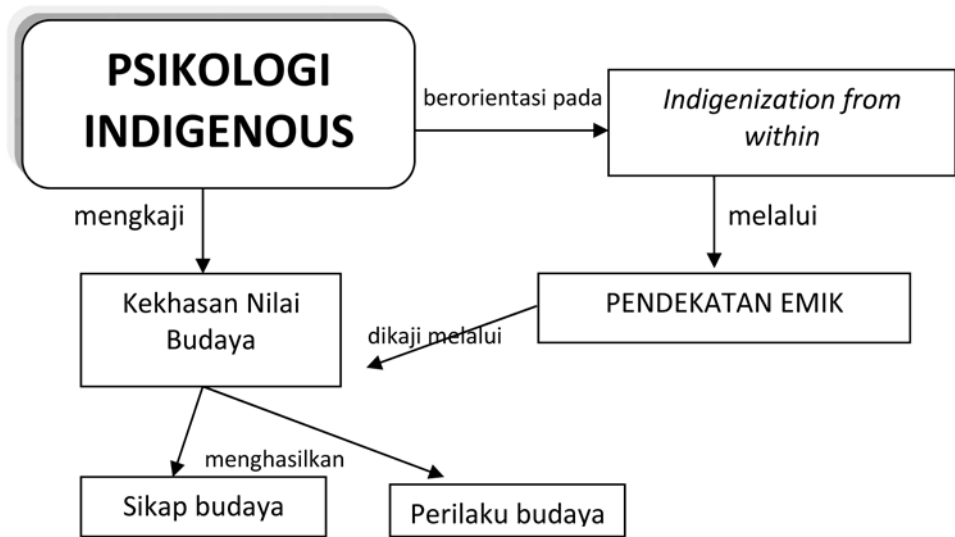 PSIKOLOGI
INDIGENOUS
berorientasi pada
Indigenization from
within
mengkaji
melalui
Kekhasan Nilai
Budaya
dikaji melalui
PENDEKATAN EMIK
menghasilkan
Sikap budaya
Perilaku budaya